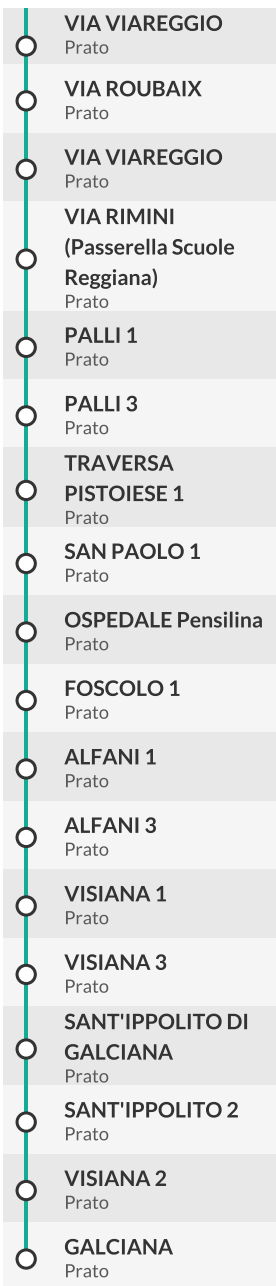 VIA VIAREGGIO
Prato
VIA ROUBAIX
Prato
VIA VIAREGGIO
Prato
VIA RIMINI
(Passerella Scuole
Reggiana)
Prato
PALLI 1
Prato
PALLI 3
Prato
TRAVERSA
PISTOIESE 1
Prato
SAN PAOLO 1
Prato
OSPEDALE Pensilina
Prato
FOSCOLO 1
Prato
ALFANI 1
Prato
ALFANI 3
Prato
VISIANA 1
Prato
VISIANA 3
Prato
SANT'IPPOLITO DI
GALCIANA
Prato
SANT'IPPOLITO 2
Prato
VISIANA 2
Prato
GALCIANA
Prato